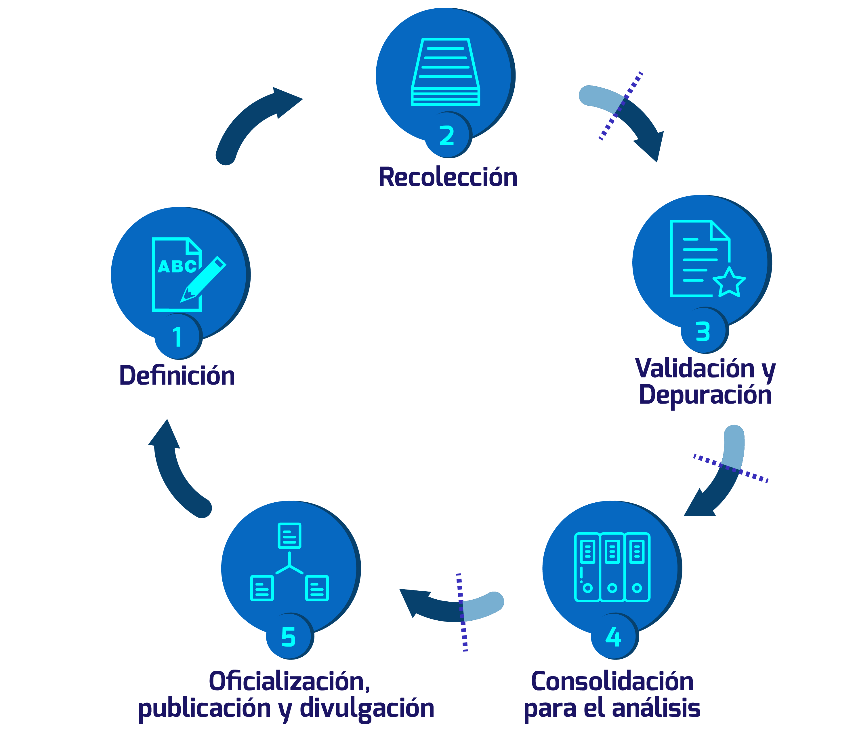 ABC
1
Definición
2
Recolección
3
Validación y
Depuración
4
Consolidación
para el análisis
5
Oficialización,
publicación y divulgación